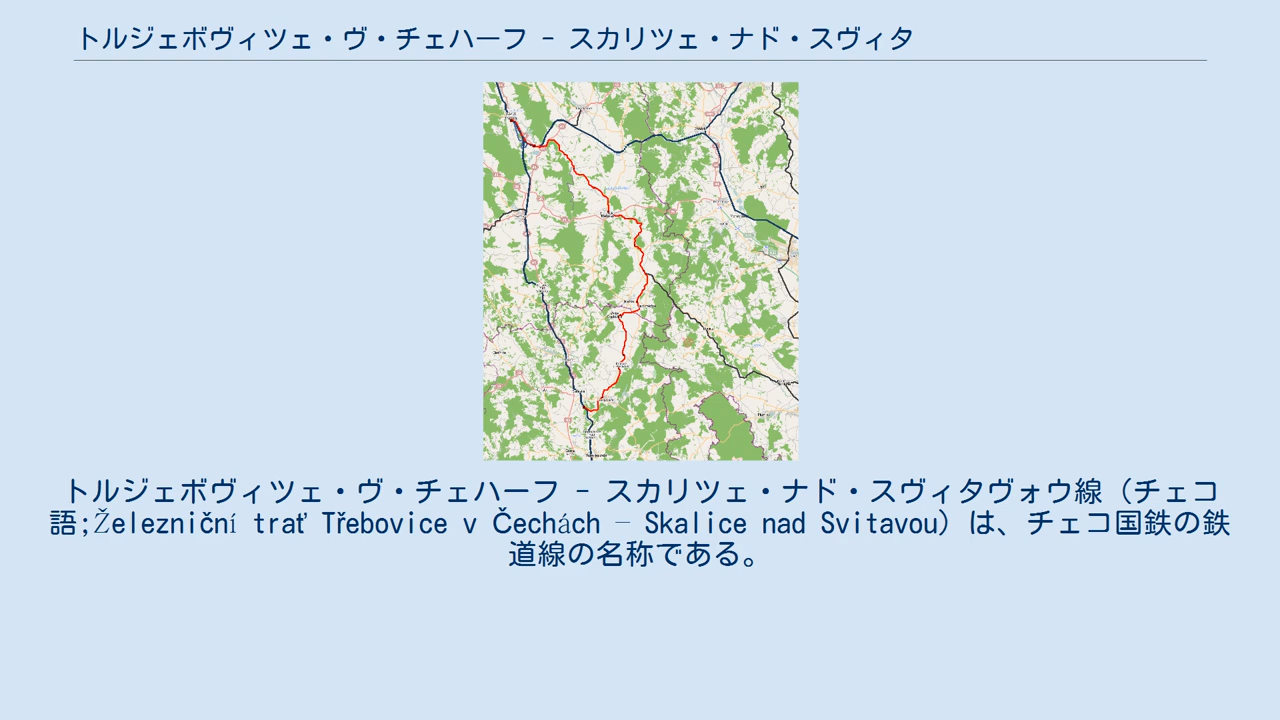 トルジェボヴィツェ・ヴ・チェハーフ - スカリツェ・ナド・スヴィタ
トルジェボヴィツェ・ヴ・チェハーフ - スカリツェ・ナド・スヴィタヴォウ線（チェコ
語;Železniční trať Třebovice v Čechách – Skalice nad Svitavou）は、チェコ国鉄の鉄
道線の名称である。